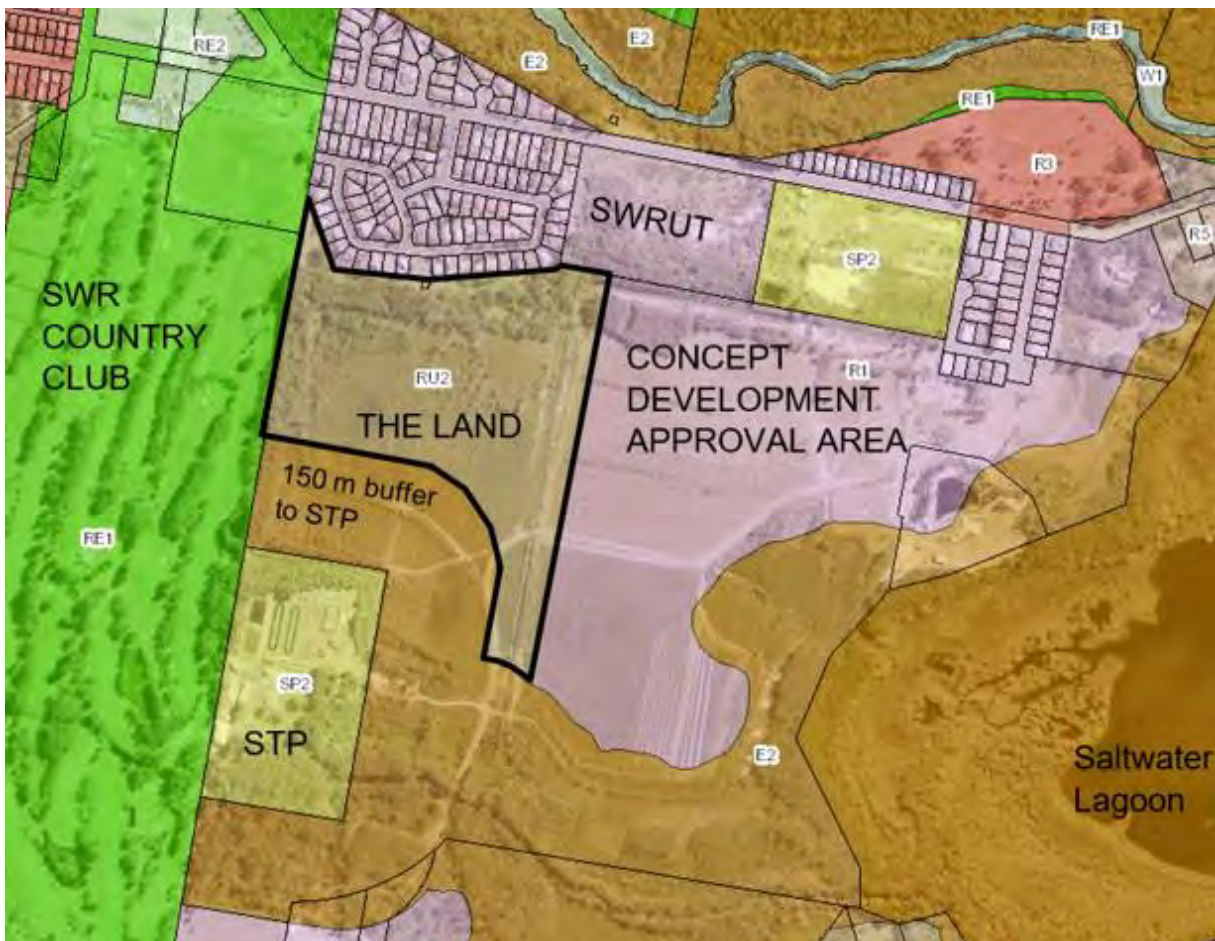 RE2
E2
E2
RE1
W1
RE1
R3
SWRUT
SP2
R5
SWR
COUNTRY
CLUB
RU2
THE LAND
CONCEPT
DEVELOPMENT
APPROVAL AREA
R1
150 m buffer
to STP
RE1
SP2
STP
E2
Saltwater
Lagoon